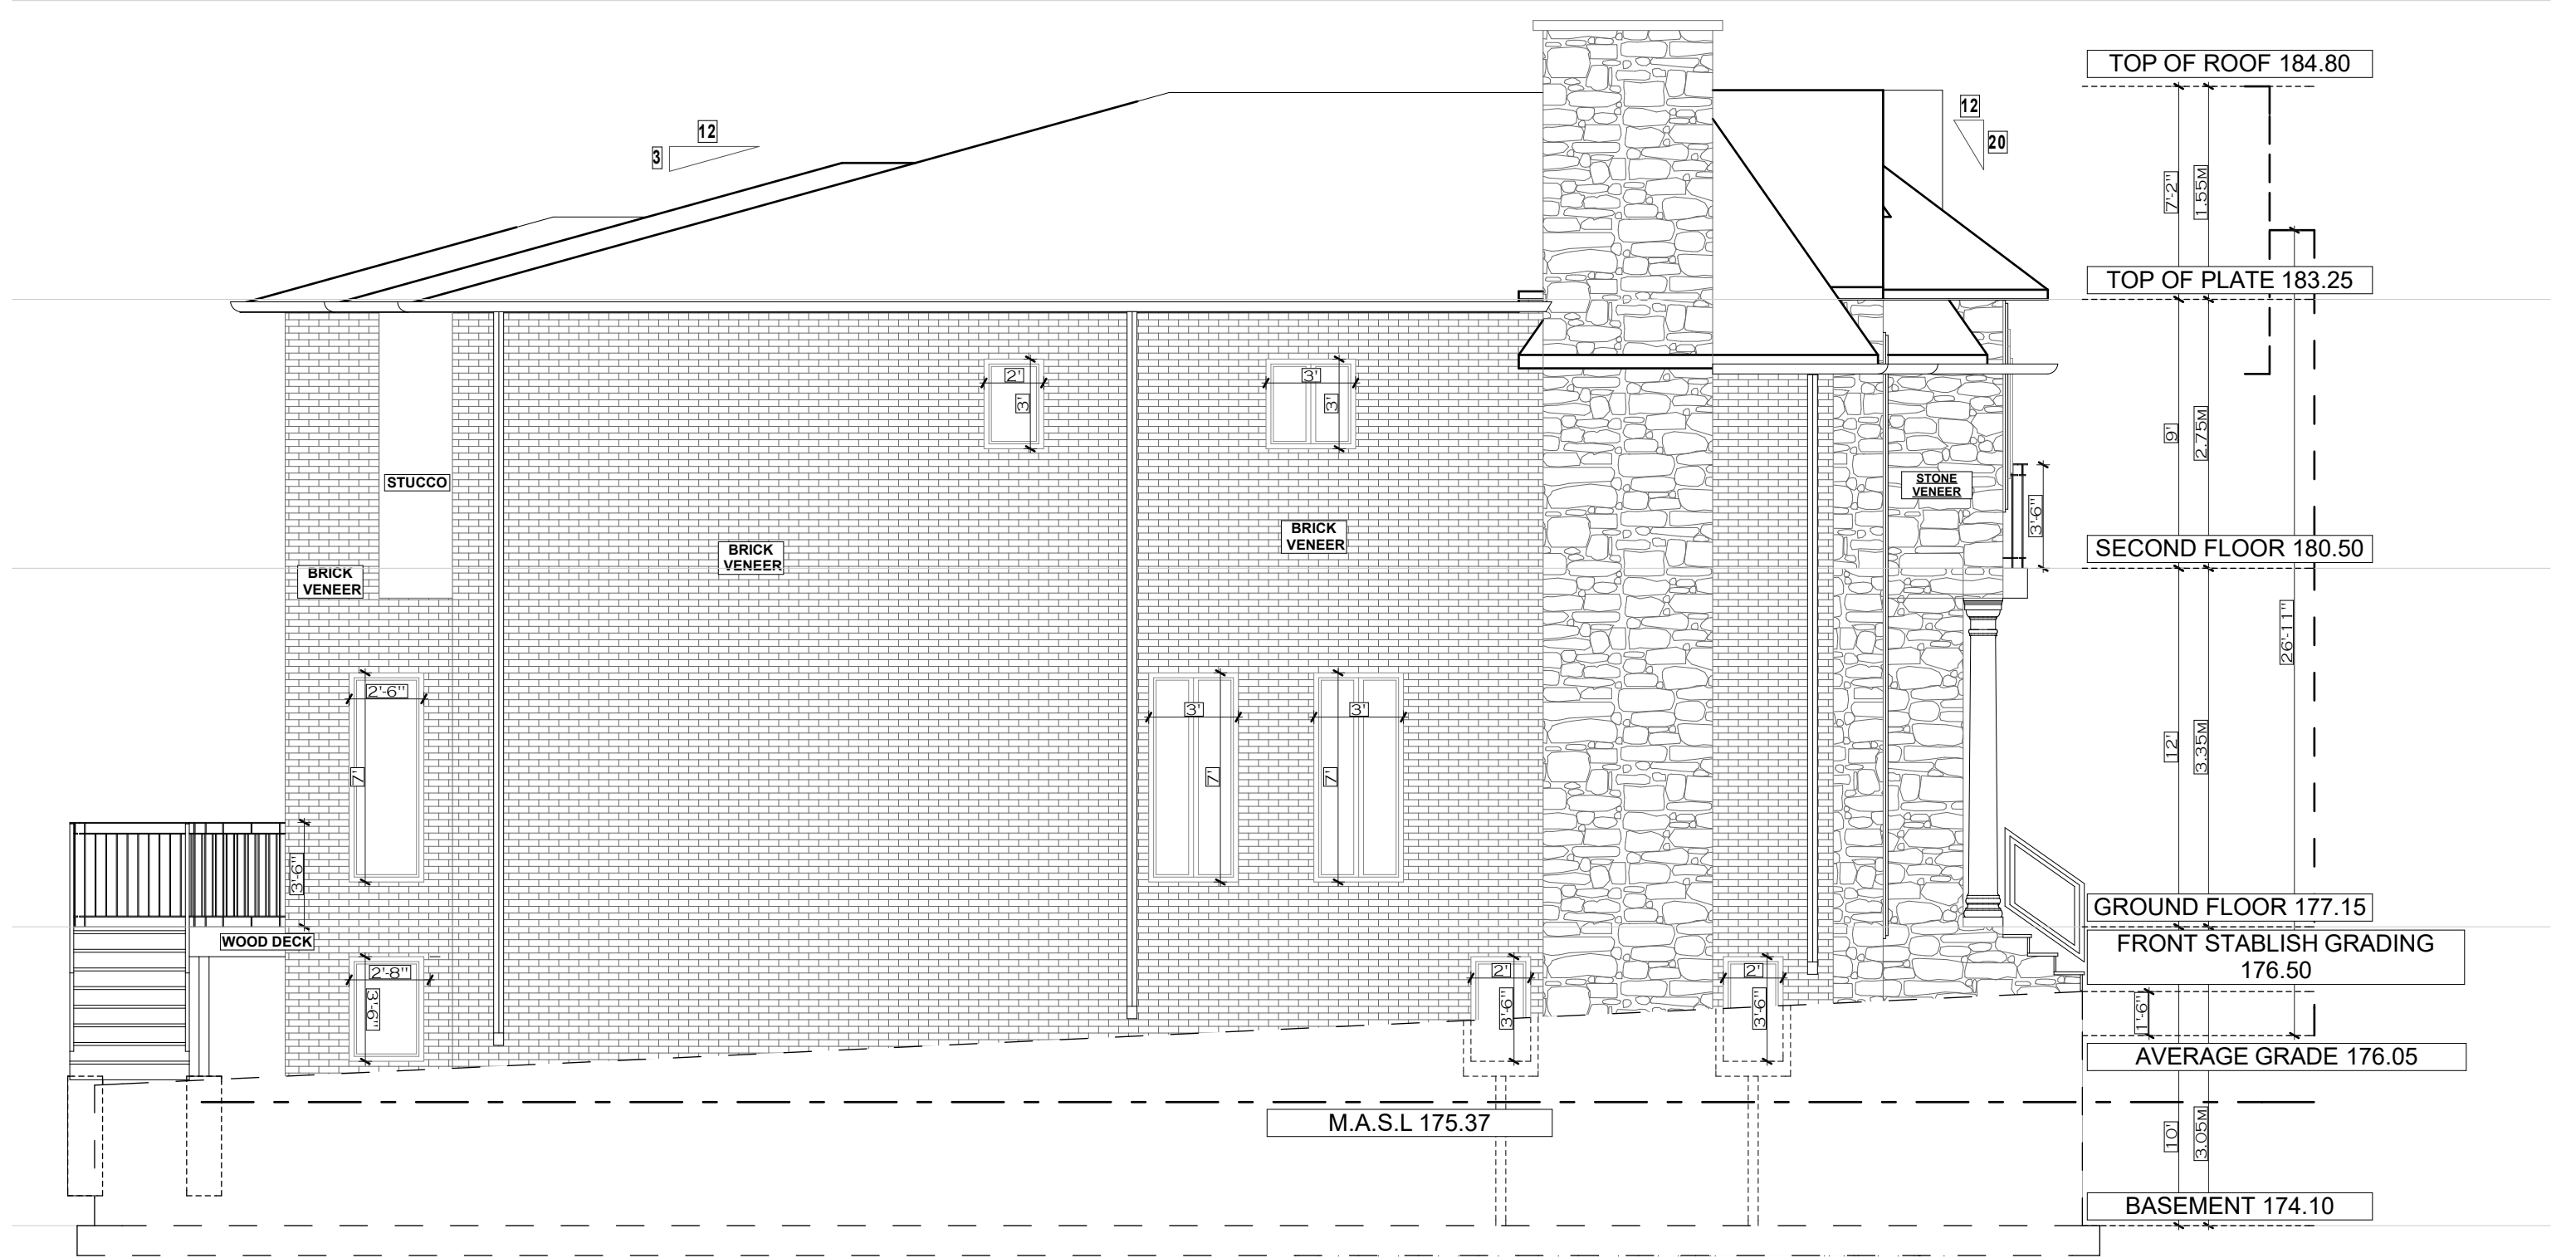 TOP OF ROOF 184.80
12
3
12
20
7'-2"
1.55M
TOP OF PLATE 183.25
2'
3'
3'
3'
9'
2.75M
STUCCO
STONE
VENEER
3'-6"
BRICK
VENEER
BRICK
VENEER
BRICK
VENEER
SECOND FLOOR 180.50
26'-11"
2'-6"
7'
3'
7'
3'
7'
12'
3.35M
3'-6"
GROUND FLOOR 177.15
WOOD DECK
FRONT STABLISH GRADING
176.50
2'-8"
3'-6"
2'
3'-6"
2'
3'-6"
1'-6"
AVERAGE GRADE 176.05
M.A.S.L 175.37
10'
3.05M
BASEMENT 174.10